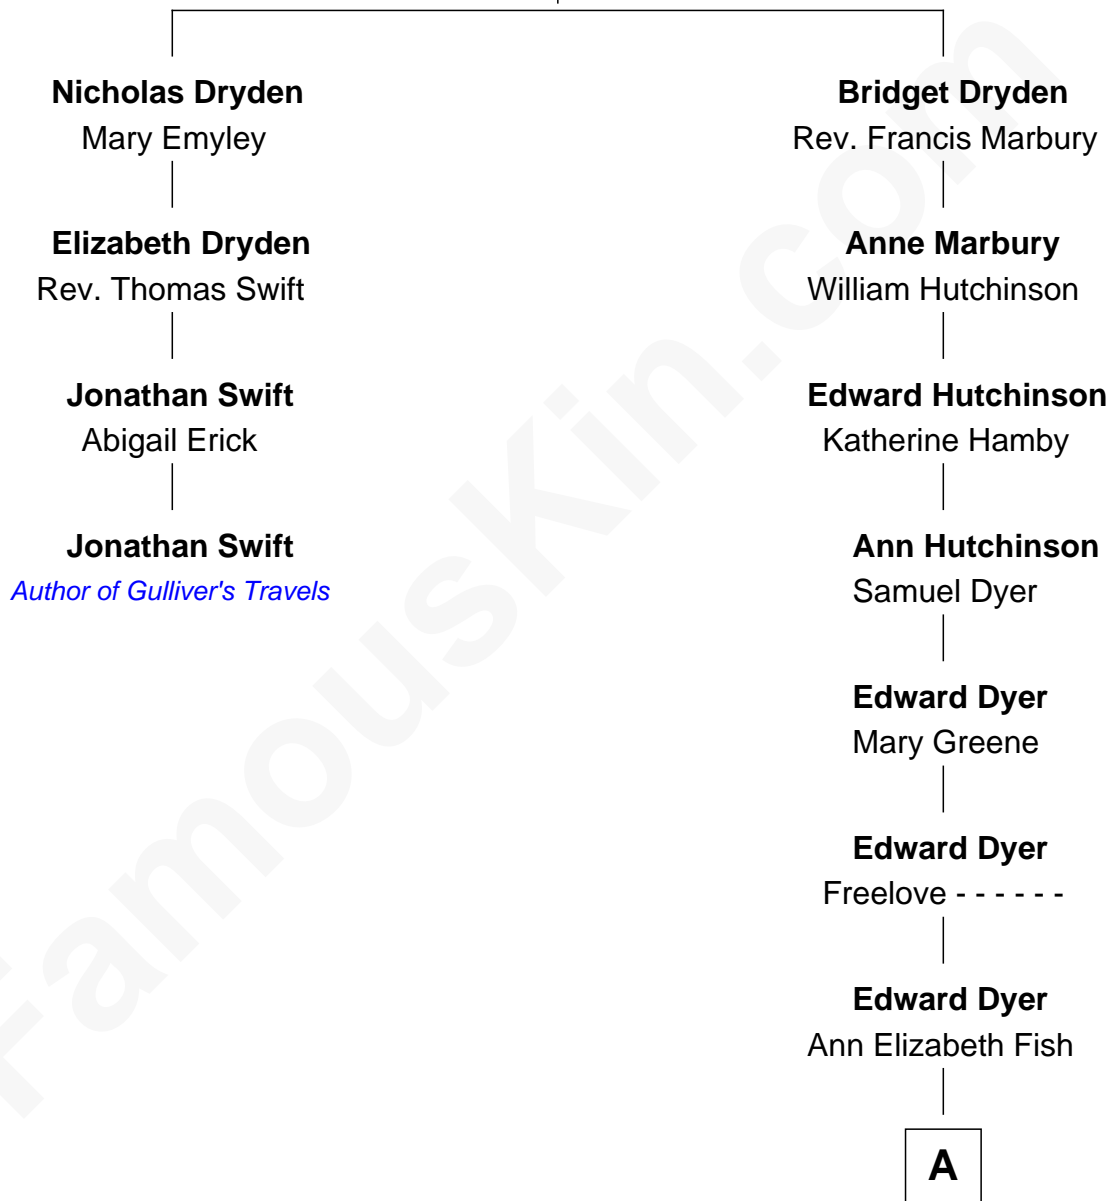 Nicholas Dryden
Mary Emyley
Elizabeth Dryden
Rev. Thomas Swift
Jonathan Swift
Abigail Erick
Jonathan Swift
Author of Gulliver's Travels
Bridget Dryden
Rev. Francis Marbury
Anne Marbury
William Hutchinson
Edward Hutchinson
Katherine Hamby
Ann Hutchinson
Samuel Dyer
Edward Dyer
Mary Greene
Edward Dyer
Freelove - - - - - -
Edward Dyer
Ann Elizabeth Fish
A
FamousKin.com